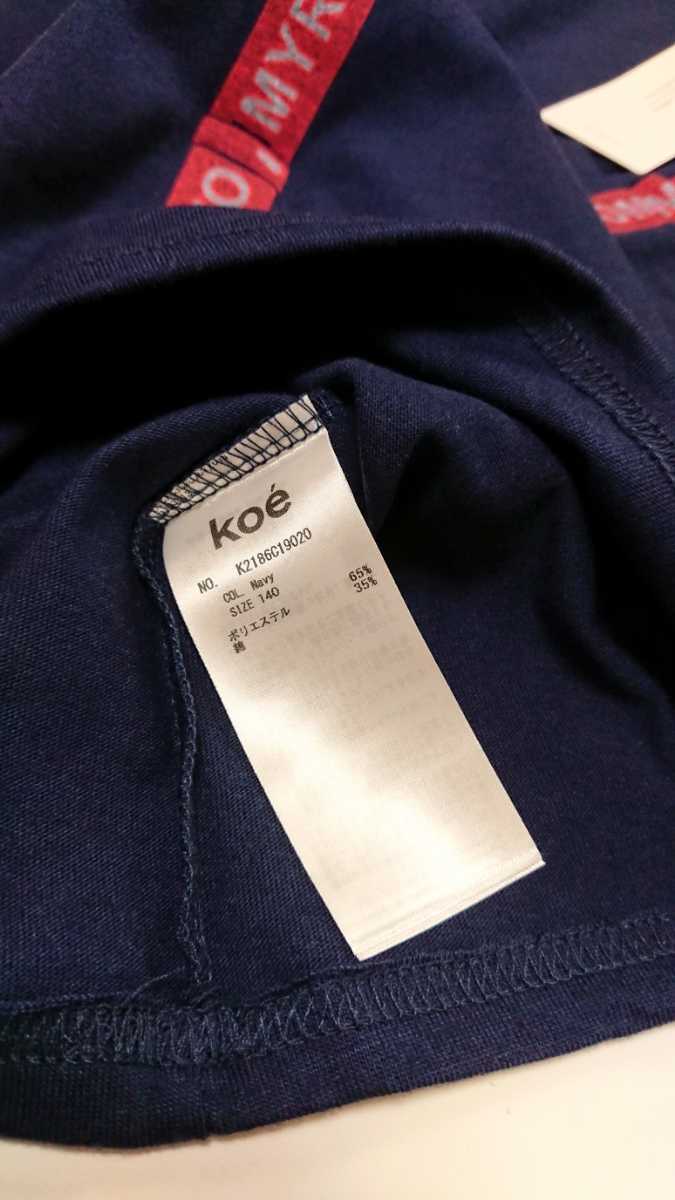 MYR
O /
koé
NO. K2186C19020
COL. Navy
SIZE 140
ポリエステル 65%
綿 35%